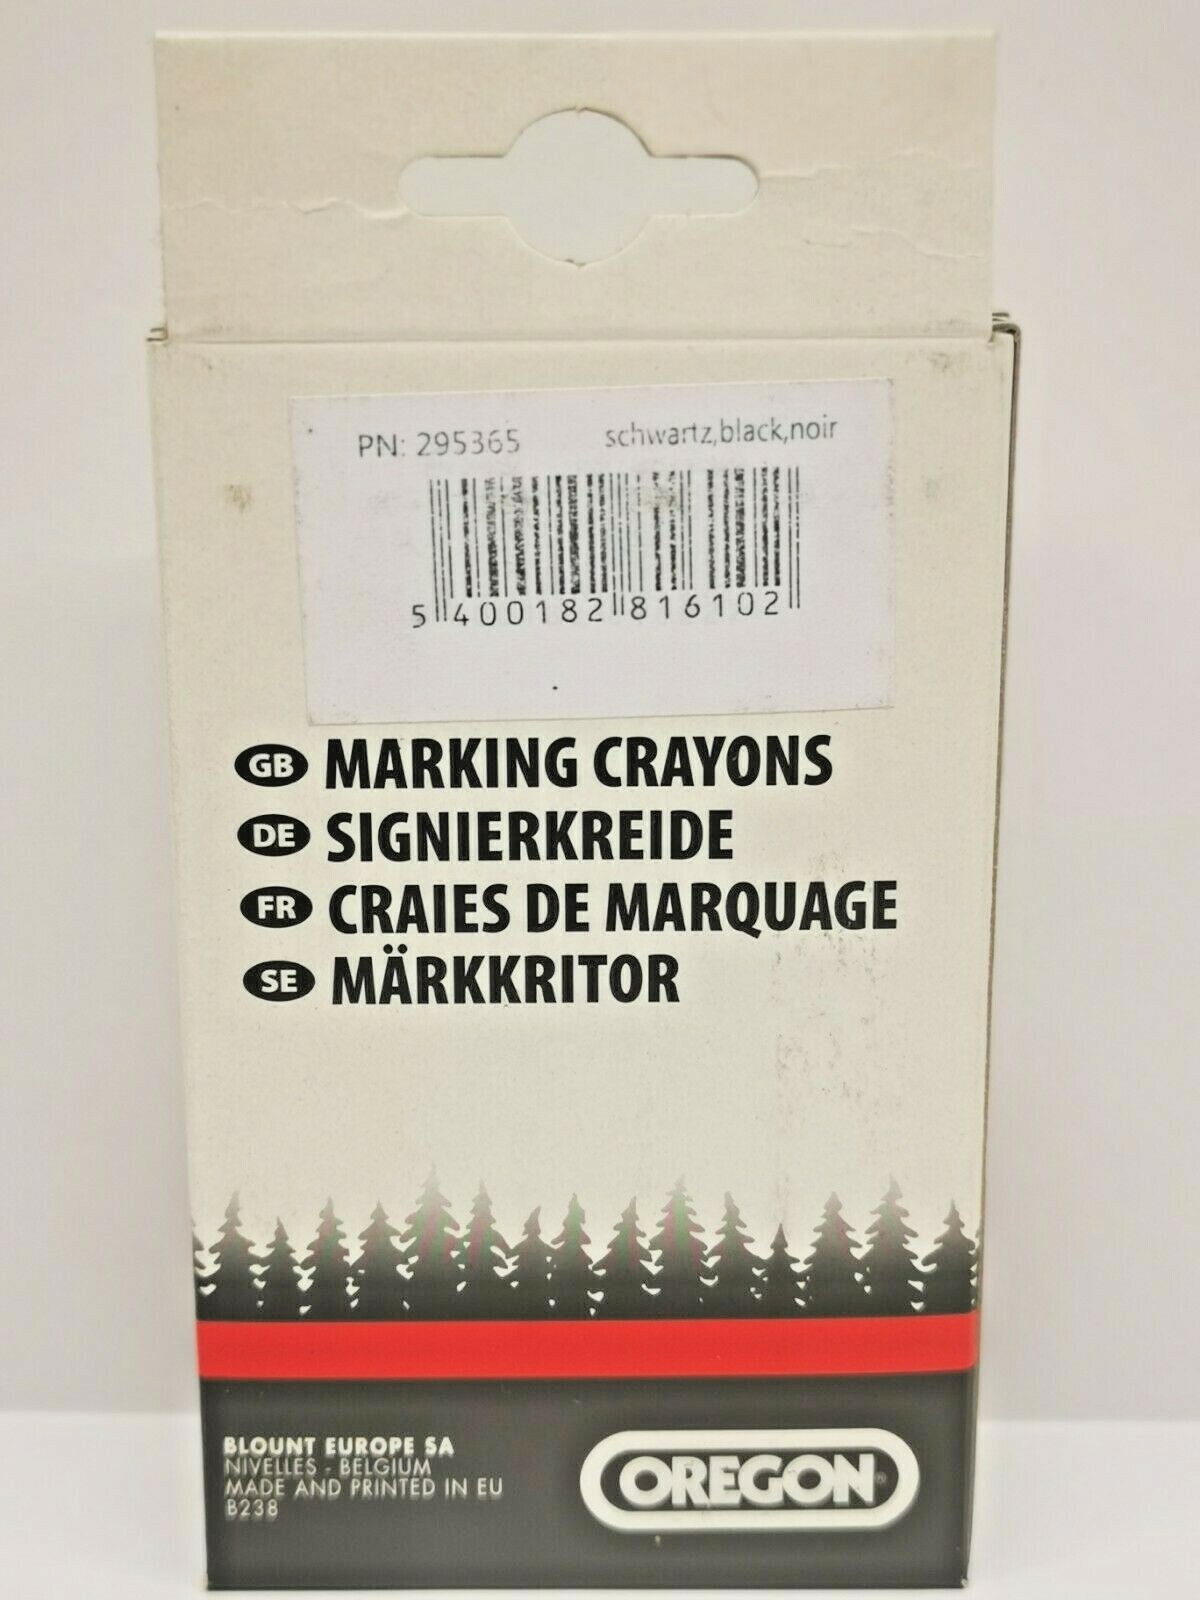 PN: 295365 schwartz,black,noir
5 400182 816102
GB MARKING CRAYONS
DE SIGNIERKREIDE
FR CRAIES DE MARQUAGE
SE MÄRKKRITOR
BLOUNT EUROPE SA
NIVELLES - BELGIUM
MADE AND PRINTED IN EU
B238
OREGON®